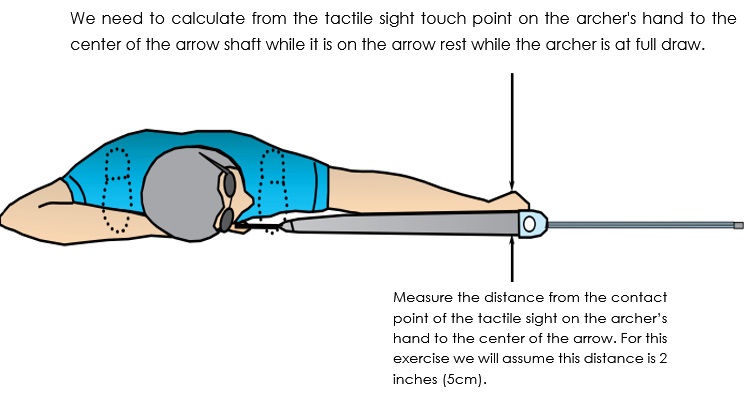 We need to calculate from the tactile sight touch point on the archer's hand to the
center of the arrow shaft while it is on the arrow rest while the archer is at full draw.
Measure the distance from the contact
point of the tactile sight on the archer’s
hand to the center of the arrow. For this
exercise we will assume this distance is 2
inches (5cm).